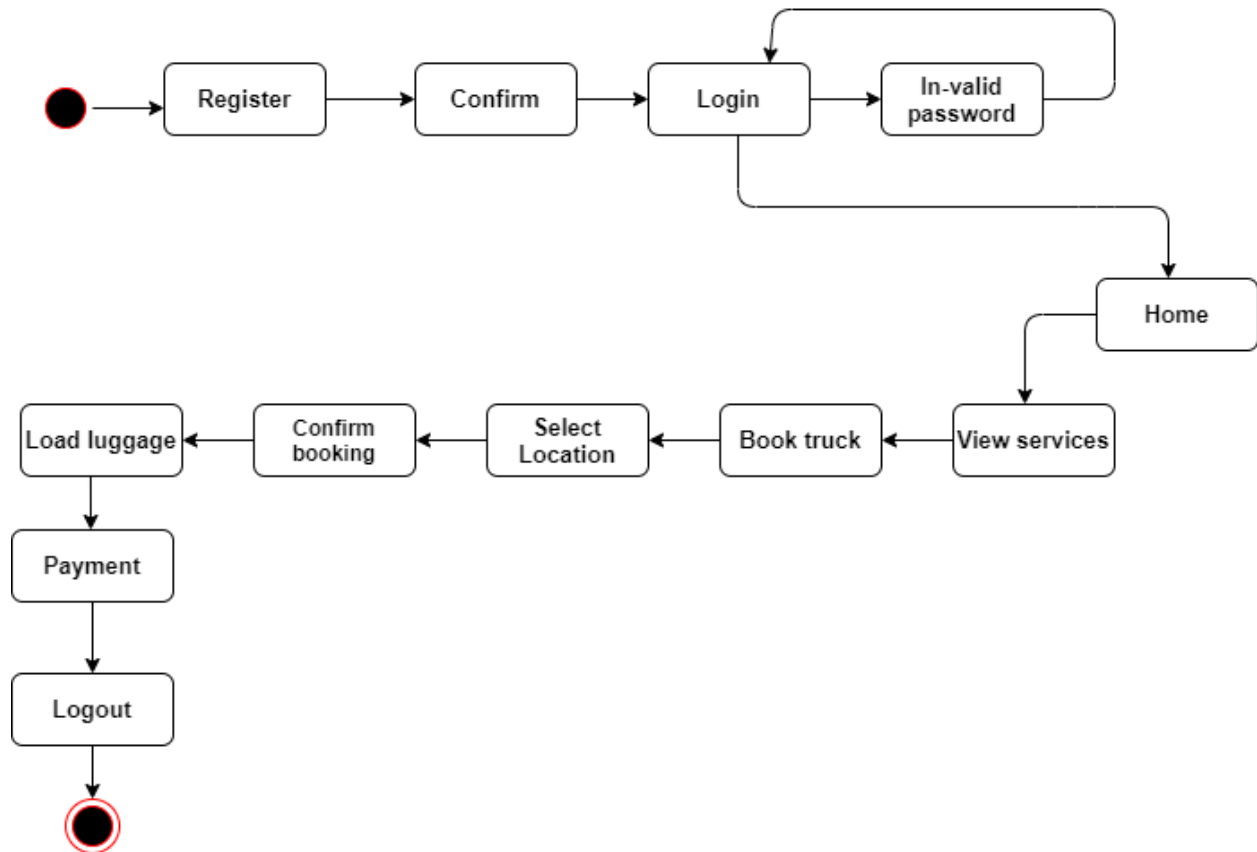 Register
Confirm
Login
In-valid
password
Home
View services
Book truck
Select
Location
Confirm
booking
Load luggage
Payment
Logout